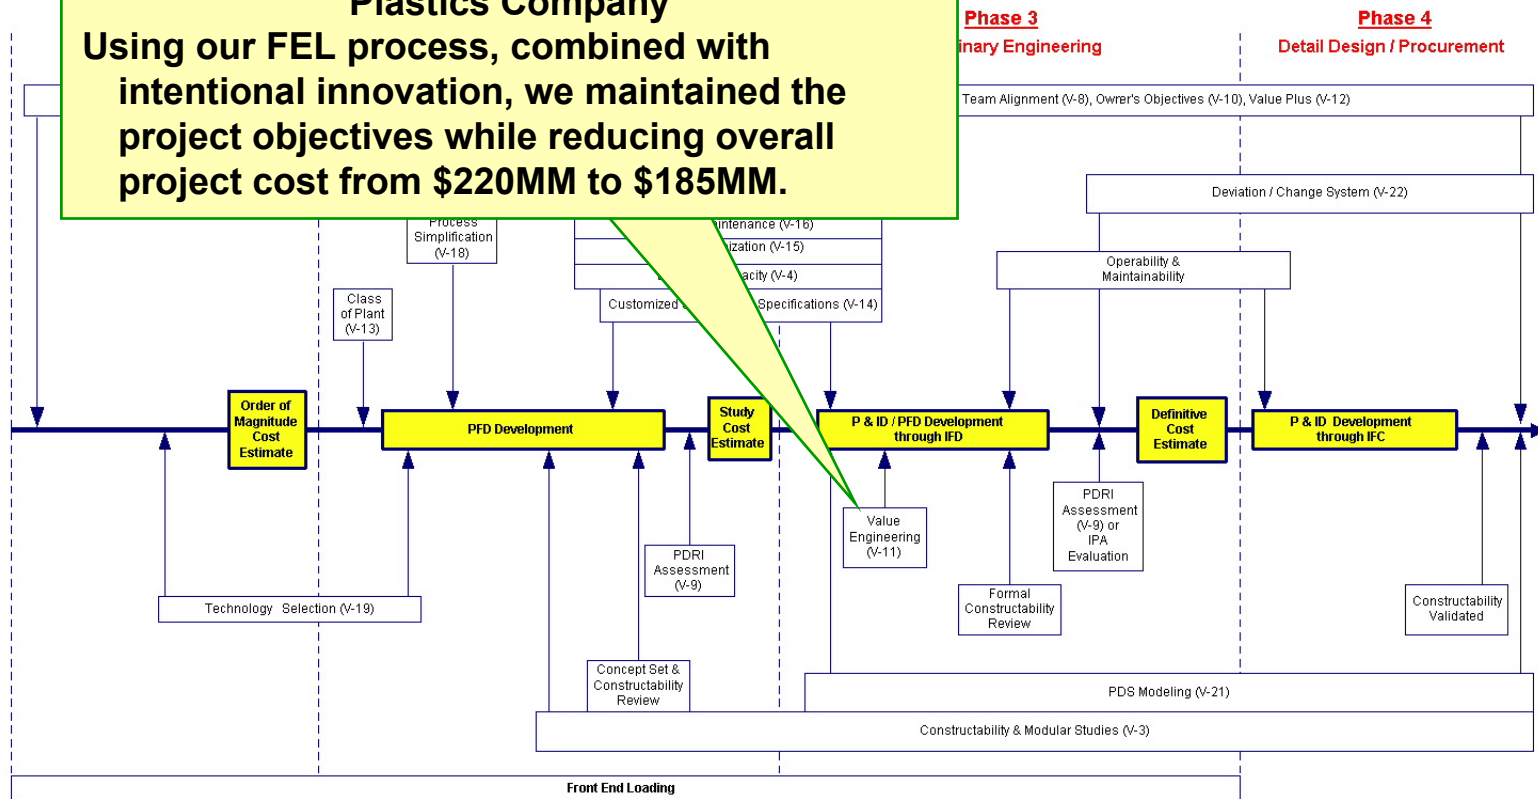 Plastics Company
Using our FEL process, combined with
intentional innovation, we maintained the
project objectives while reducing overall
project cost from $220MM to $185MM.
Phase 3
inary Engineering
Phase 4
Detail Design / Procurement
Team Alignment (V-8), Owner's Objectives (V-10), Value Plus (V-12)
Deviation / Change System (V-22)
Process
Simplification
(V-18)
intenance (V-16)
ization (V-15)
acity (V-4)
Customized
Specifications (V-14)
Operability &
Maintainability
Class
of Plant
(V-13)
Order of
Magnitude
Cost
Estimate
PFD Development
Study
Cost
Estimate
P & ID / PFD Development
through IFD
Definitive
Cost
Estimate
P & ID Development
through IFC
Value
Engineering
(V-11)
PDRI
Assessment
(V-9) or
IPA
Evaluation
PDRI
Assessment
(V-9)
Technology Selection (V-19)
Formal
Constructability
Review
Constructability
Validated
Concept Set &
Constructability
Review
PDS Modeling (V-21)
Constructability & Modular Studies (V-3)
Front End Loading